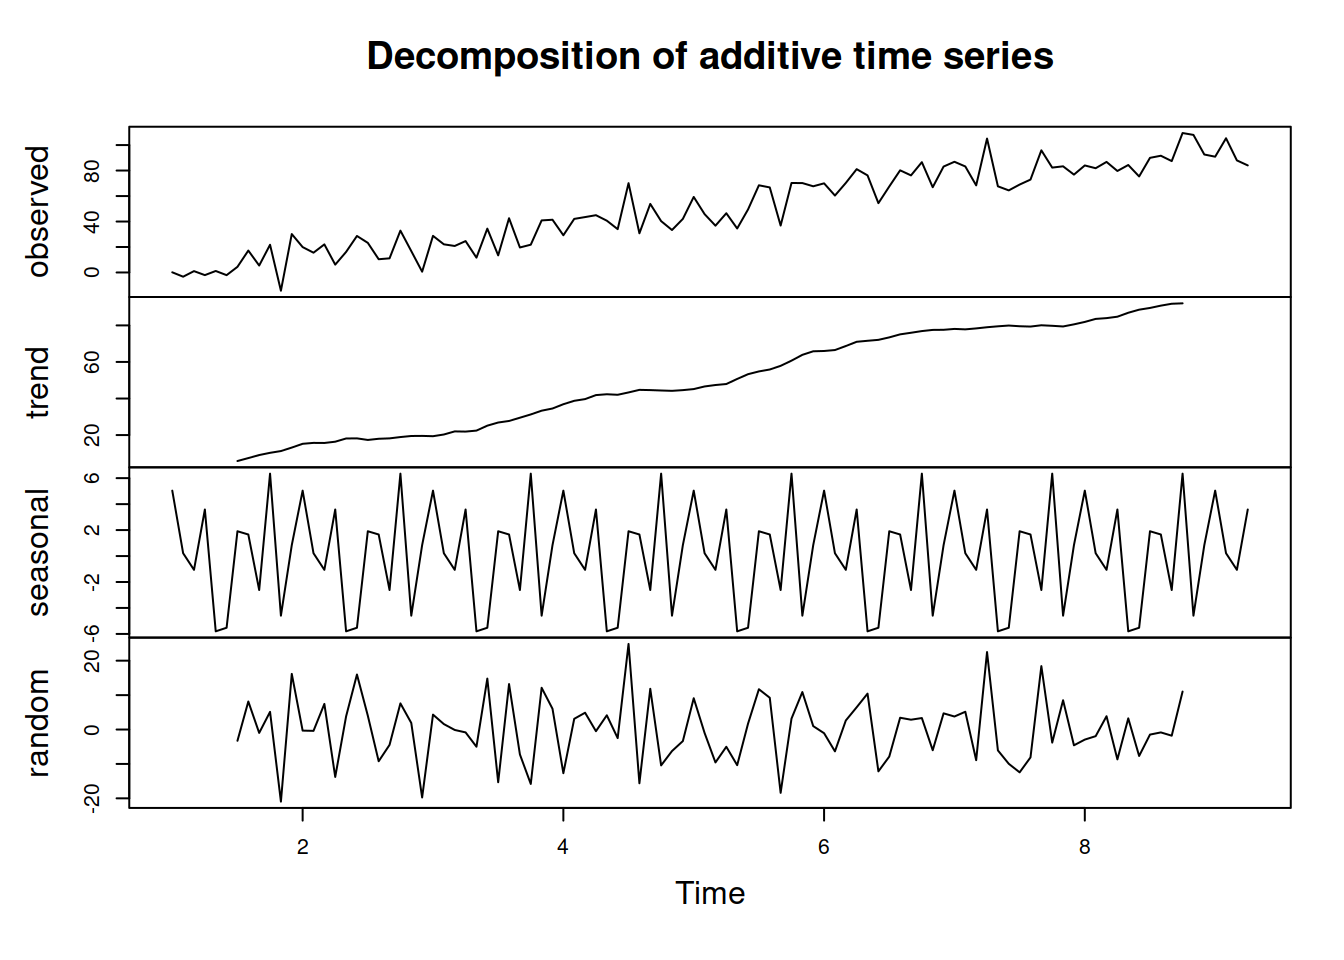 Decomposition of additive time series
observed
0 40 80
trend
20 60
seasonal
-6 -2 2 6
random
-20 0 20
2 4 6 8
Time